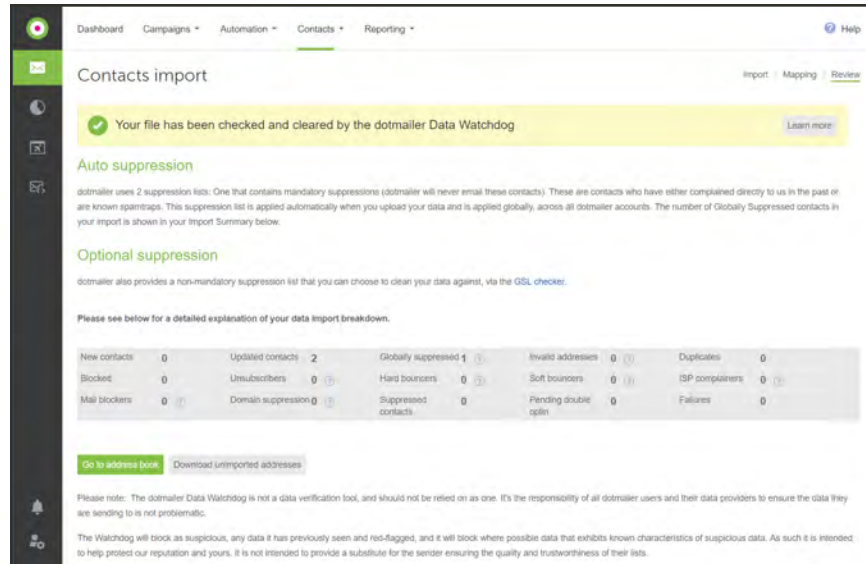 Dashboard Campaigns Automation Contacts Reporting Help
Contacts import
Import Mapping Review
Your file has been checked and cleared by the dotmailer Data Watchdog
Learn more
Auto suppression
dotmailer uses 2 suppression lists: One that contains mandatory suppressions (dotmailer will never email these contacts). These are contacts who have either complained directly to us in the past or
are known spamtraps. This suppression list is applied automatically when you upload your data and is applied globally, across all dotmailer accounts. The number of Globally Suppressed contacts in
your import is shown in your Import Summary below.
Optional suppression
dotmailer also provides a non-mandatory suppression list that you can choose to clean your data against, via the GSL checker.
Please see below for a detailed explanation of your data import breakdown.
New contacts 0 Updated contacts 2 Globally suppressed 1 Invalid addresses 0 Duplicates 0
Blocked 0 Unsubscribers 0 Hard bouncers 0 Soft bouncers 0 ISP complainers 0
Mail blockers 0 Domain suppression 0 Suppressed contacts 0 Pending double optin 0 Failures 0
Go to address book Download unimported addresses
Please note: The dotmailer Data Watchdog is not a data verification tool, and should not be relied on as one. It's the responsibility of all dotmailer users and their data providers to ensure the data they
are sending to is not problematic.
The Watchdog will block as suspicious, any data it has previously seen and red-flagged, and it will block where possible data that exhibits known characteristics of suspicious data. As such it is intended
to help protect our reputation and yours. It is not intended to provide a substitute for the sender ensuring the quality and trustworthiness of their lists.